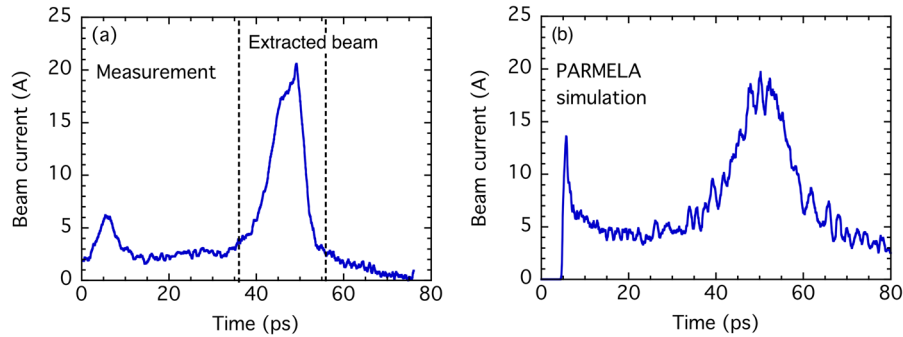 (a)
Extracted beam
Measurement
Beam current (A)
25
20
15
10
5
0
0 20 40 60 80
Time (ps)
(b)
PARMELA
simulation
Beam current (A)
25
20
15
10
5
0
0 20 40 60 80
Time (ps)